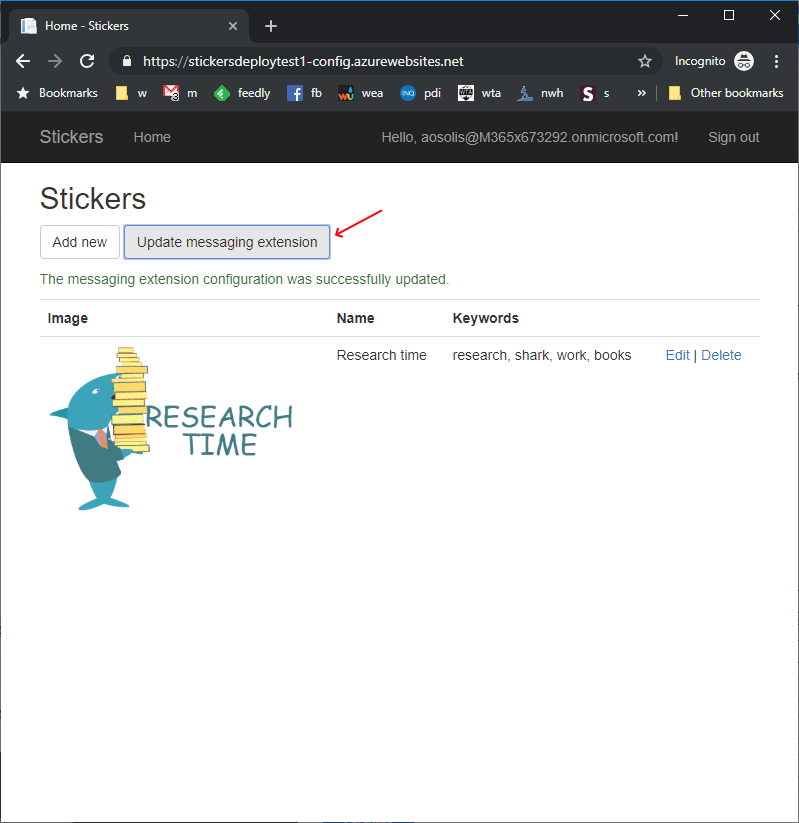 Home - Stickers
https://stickersdeploytest1-config.azurewebsites.net
Incognito
Bookmarks w m feedly fb wea pdi wta nwh s » Other bookmarks
Stickers Home Hello, aosolis@M365x673292.onmicrosoft.com! Sign out
Stickers
Add new Update messaging extension
The messaging extension configuration was successfully updated.
Image Name Keywords
Research time research, shark, work, books Edit | Delete
RESEARCH
TIME